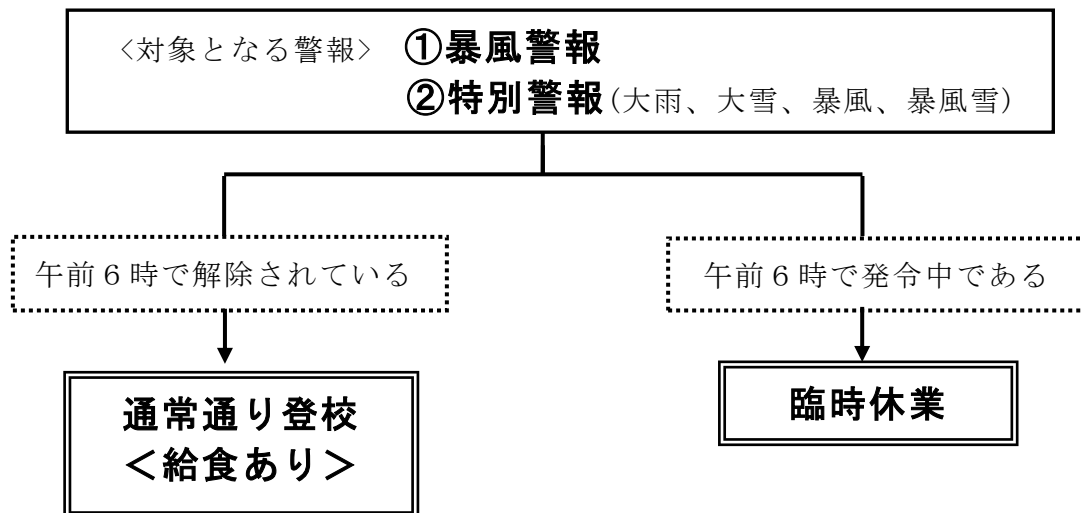 <対象となる警報> ①暴風警報
②特別警報(大雨、大雪、暴風、暴風雪)
午前６時で解除されている
午前６時で発令中である
通常通り登校
＜給食あり＞
臨時休業